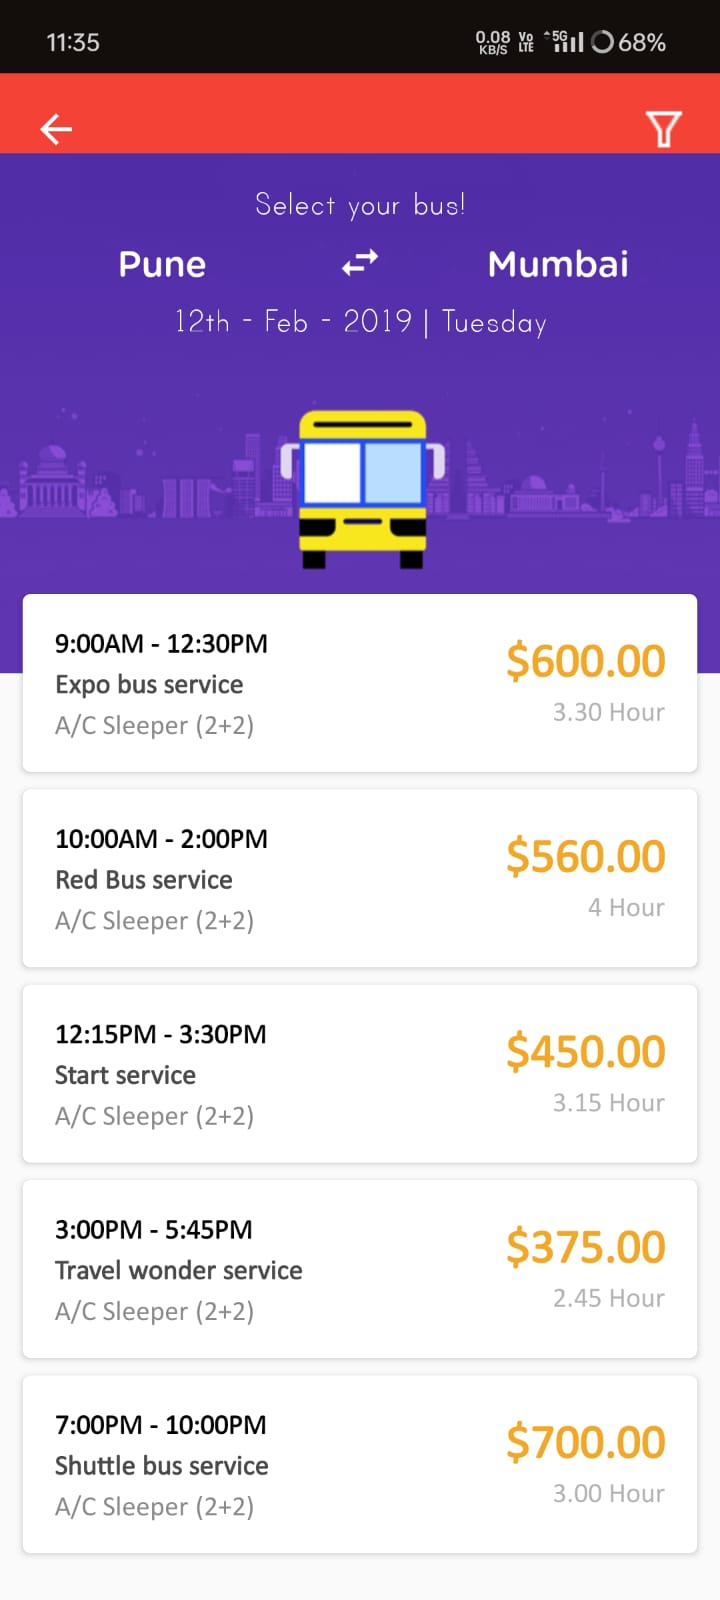 11:35
0.08 KB/S Vo LTE 5G 68%
Select your bus!
Pune Mumbai
12th - Feb - 2019 | Tuesday
9:00AM - 12:30PM
$600.00
Expo bus service
3.30 Hour
A/C Sleeper (2+2)
10:00AM - 2:00PM
$560.00
Red Bus service
4 Hour
A/C Sleeper (2+2)
12:15PM - 3:30PM
$450.00
Start service
3.15 Hour
A/C Sleeper (2+2)
3:00PM - 5:45PM
$375.00
Travel wonder service
2.45 Hour
A/C Sleeper (2+2)
7:00PM - 10:00PM
$700.00
Shuttle bus service
3.00 Hour
A/C Sleeper (2+2)